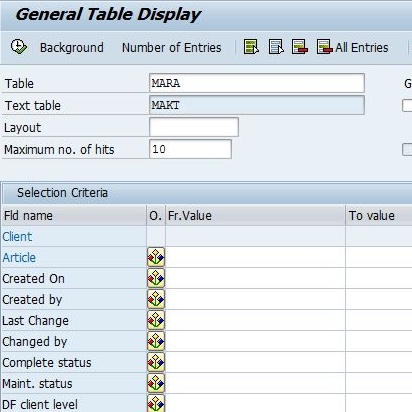 General Table Display
Background Number of Entries All Entries
Table MARA G
Text table MAKT
Layout
Maximum no. of hits 10
Selection Criteria
Fld name O. Fr.Value To value
Client
Article
Created On
Created by
Last Change
Changed by
Complete status
Maint. status
DF client level